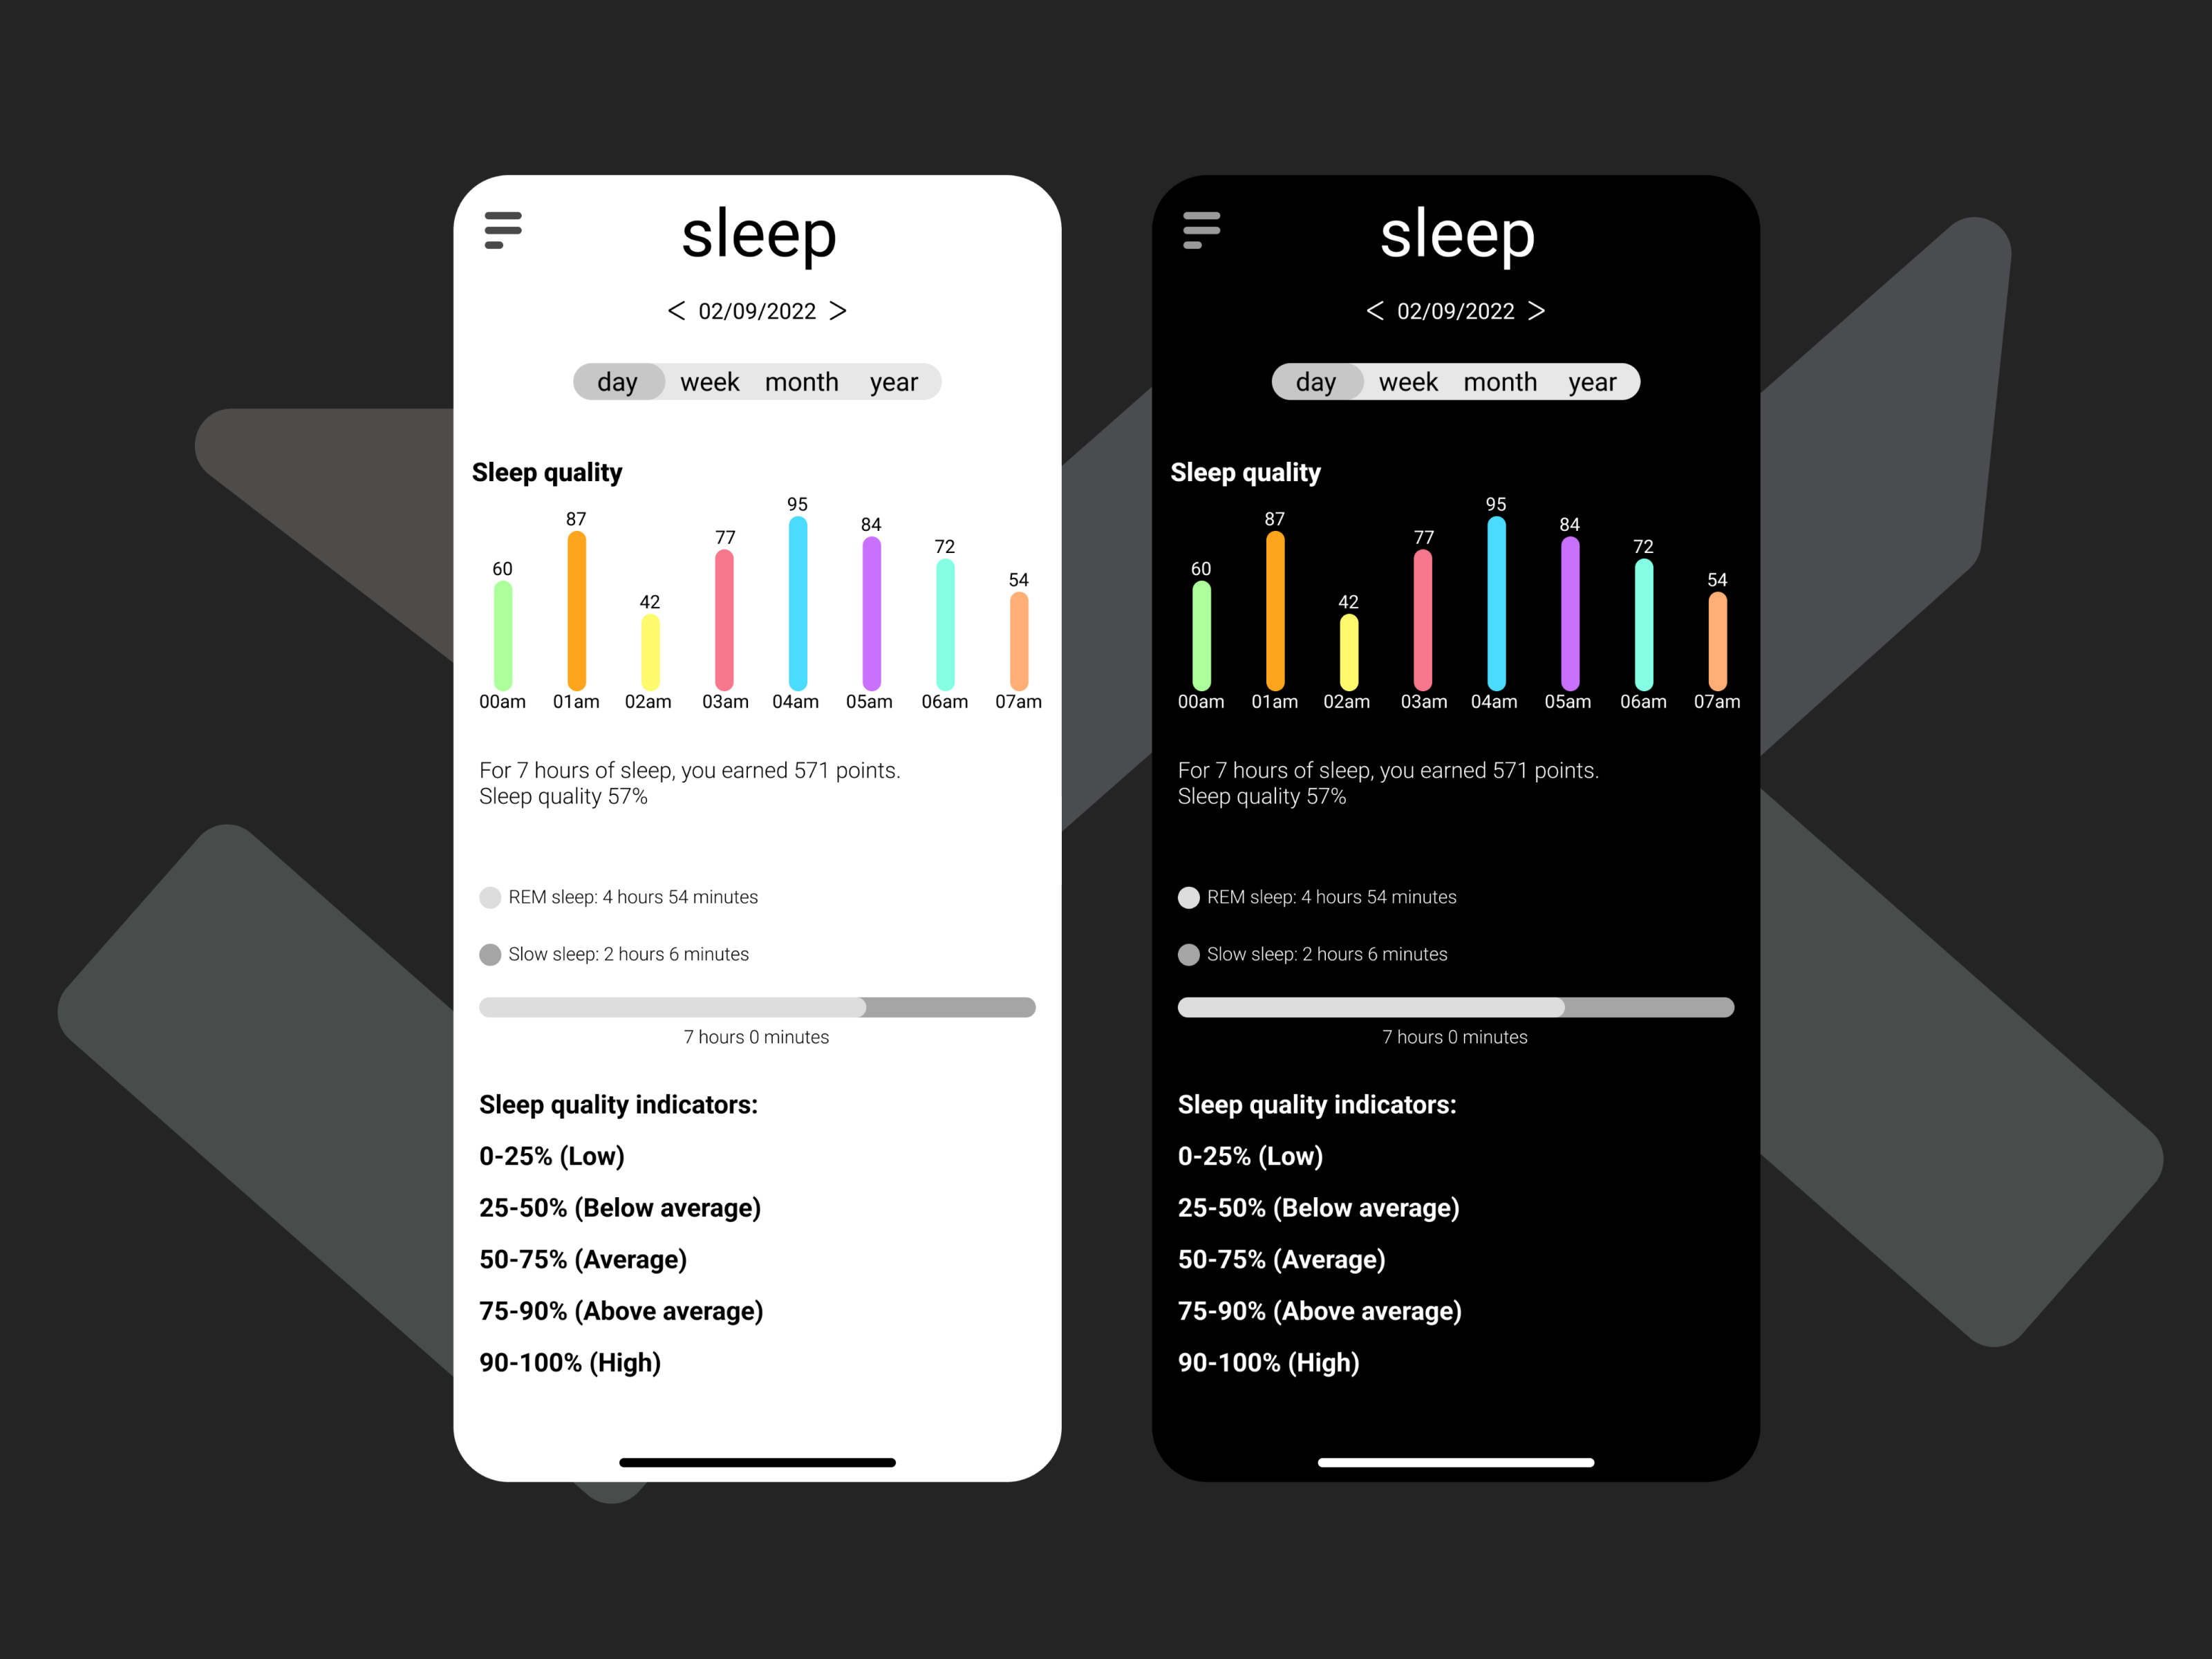 sleep
< 02/09/2022 >
day week month year
Sleep quality
60 87 42 77 95 84 72 54
00am 01am 02am 03am 04am 05am 06am 07am
For 7 hours of sleep, you earned 571 points.
Sleep quality 57%
REM sleep: 4 hours 54 minutes
Slow sleep: 2 hours 6 minutes
7 hours 0 minutes
Sleep quality indicators:
0-25% (Low)
25-50% (Below average)
50-75% (Average)
75-90% (Above average)
90-100% (High)
sleep
< 02/09/2022 >
day week month year
Sleep quality
60 87 42 77 95 84 72 54
00am 01am 02am 03am 04am 05am 06am 07am
For 7 hours of sleep, you earned 571 points.
Sleep quality 57%
REM sleep: 4 hours 54 minutes
Slow sleep: 2 hours 6 minutes
7 hours 0 minutes
Sleep quality indicators:
0-25% (Low)
25-50% (Below average)
50-75% (Average)
75-90% (Above average)
90-100% (High)